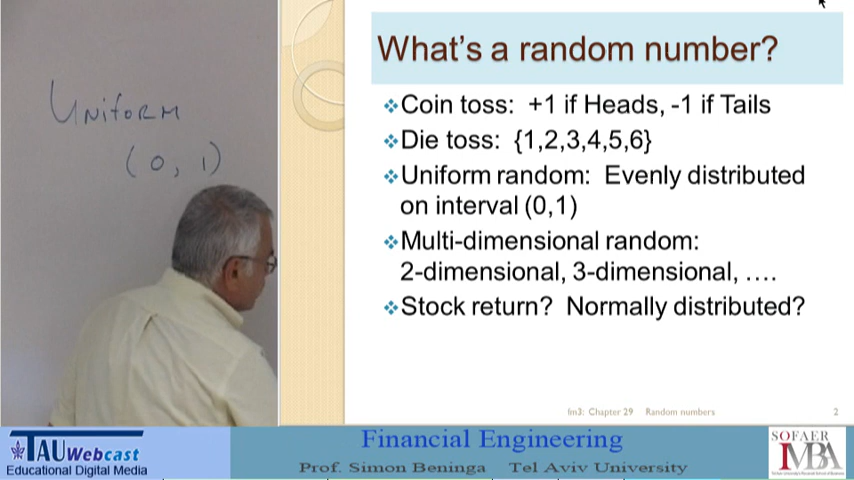 Uniform
(0, 1)
What's a random number?
Coin toss: +1 if Heads, -1 if Tails
Die toss: {1,2,3,4,5,6}
Uniform random: Evenly distributed
on interval (0,1)
Multi-dimensional random:
2-dimensional, 3-dimensional, ….
Stock return? Normally distributed?
fm3: Chapter 29 Random numbers 2
TAU Webcast
Educational Digital Media
Financial Engineering
Prof. Simon Beninga Tel Aviv University
SOFAER
IMBA